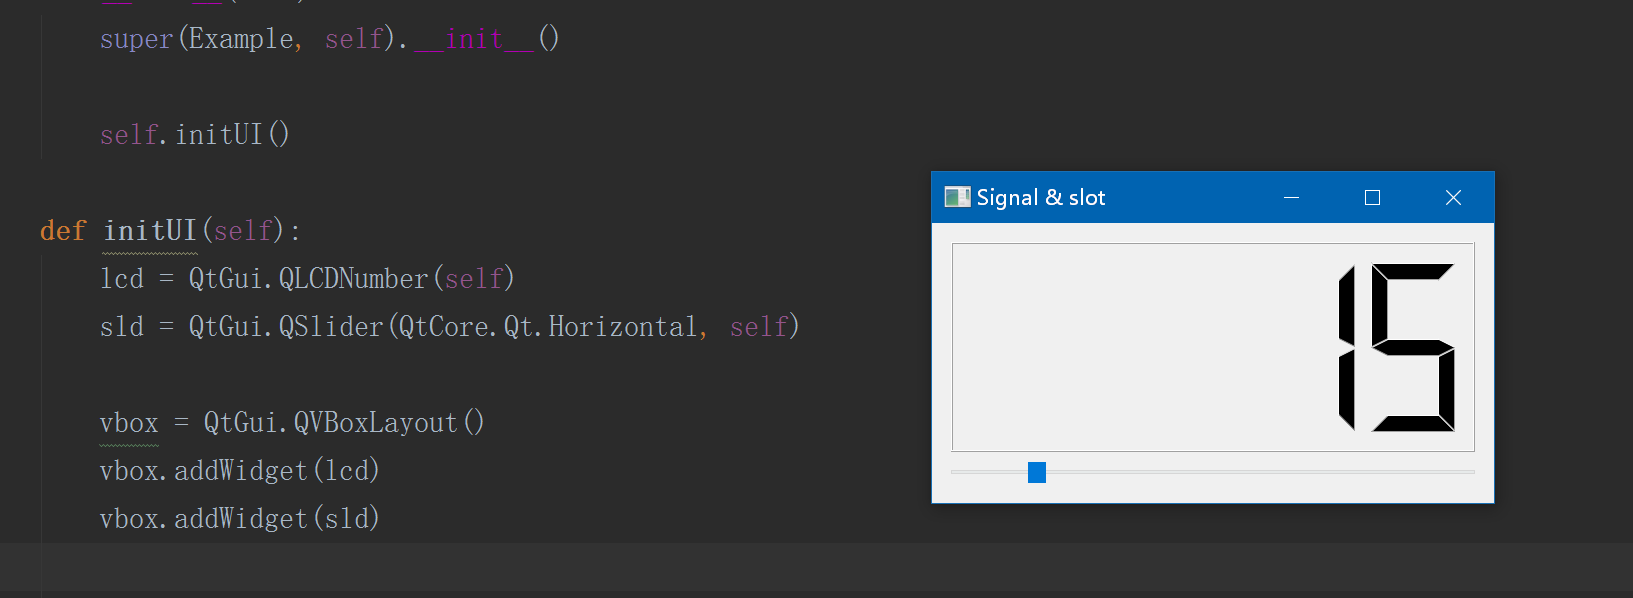 super(Example, self).__init__()
self.initUI()
def initUI(self):
lcd = QtGui.QLCDNumber(self)
sld = QtGui.QSlider(QtCore.Qt.Horizontal, self)
vbox = QtGui.QVBoxLayout()
vbox.addWidget(lcd)
vbox.addWidget(sld)
Signal & slot
15